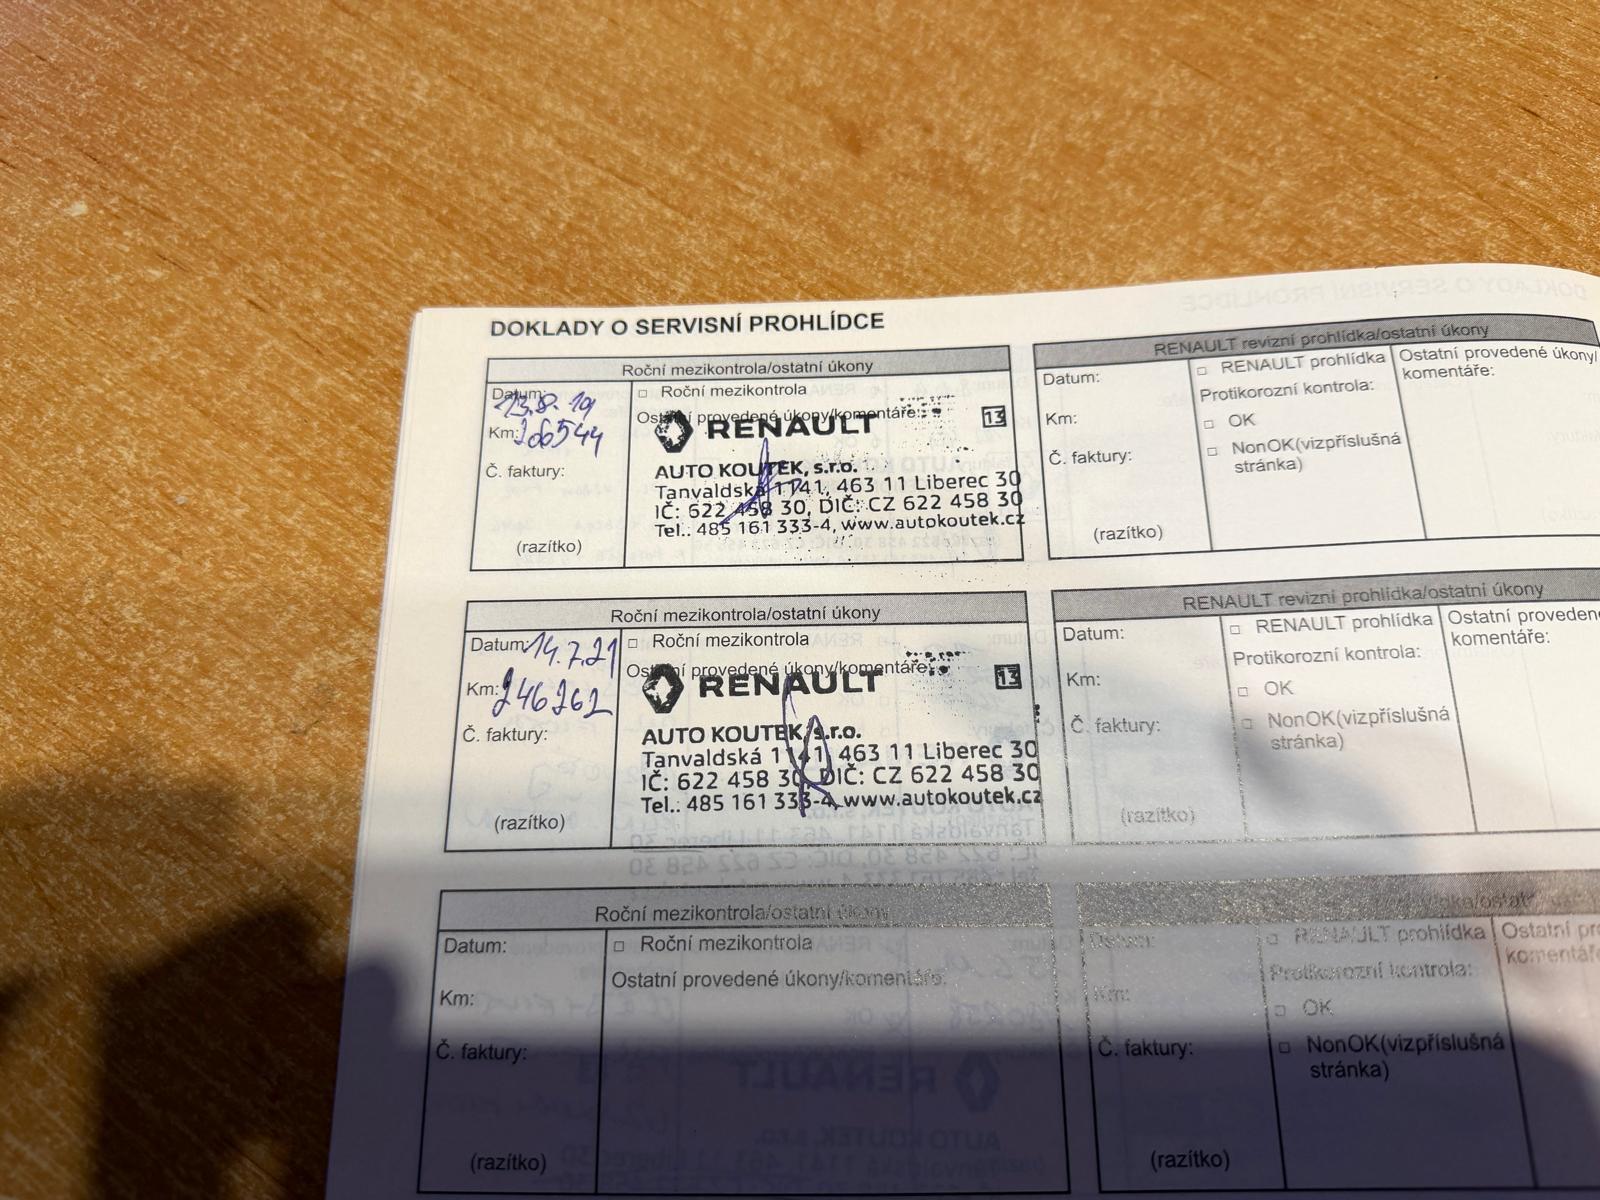 DOKLADY O SERVISNÍ PROHLÍDCE
Roční mezikontrola/ostatní úkony
Datum:
13.8.19
Km: 206544
Č. faktury:
(razítko)
□ Roční mezikontrola
Ostatní provedené úkony/komentáře:
RENAULT
13
AUTO KOUTEK, s.r.o.
Tanvaldská 1141, 463 11 Liberec 30
IČ: 622 458 30, DIČ: CZ 622 458 30
Tel.: 485 161 333-4, www.autokoutek.cz
RENAULT revizní prohlídka/ostatní úkony
Datum:
Km:
Č. faktury:
(razítko)
□ RENAULT prohlídka
Protikorozní kontrola:
□ OK
□ NonOK(vizpříslušná
stránka)
Ostatní provedené úkony/
komentáře:
Roční mezikontrola/ostatní úkony
Datum: 14.7.21
Km: 246262
Č. faktury:
(razítko)
□ Roční mezikontrola
Ostatní provedené úkony/komentáře:
RENAULT
13
AUTO KOUTEK, s.r.o.
Tanvaldská 1141, 463 11 Liberec 30
IČ: 622 458 30, DIČ: CZ 622 458 30
Tel.: 485 161 333-4, www.autokoutek.cz
RENAULT revizní prohlídka/ostatní úkony
Datum:
Km:
Č. faktury:
(razítko)
□ RENAULT prohlídka
Protikorozní kontrola:
□ OK
□ NonOK(vizpříslušná
stránka)
Ostatní provedené
komentáře:
Roční mezikontrola/ostatní úkony
Datum:
Km:
Č. faktury:
(razítko)
□ Roční mezikontrola
Ostatní provedené úkony/komentáře:
Datum:
Km:
Č. faktury:
(razítko)
□ RENAULT prohlídka
Protikorozní kontrola:
□ OK
□ NonOK(vizpříslušná
stránka)
Ostatní